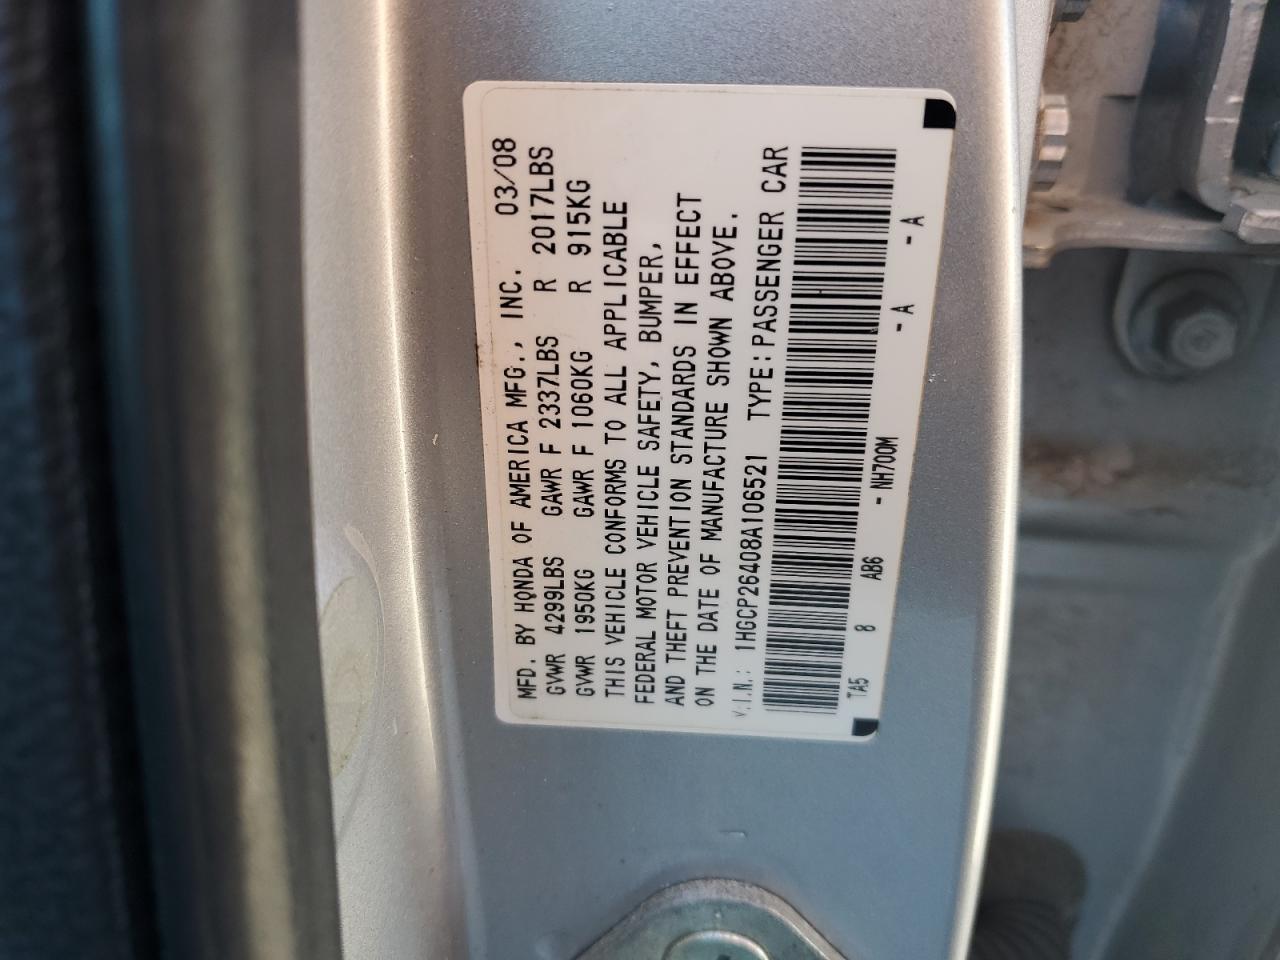 MFD. BY HONDA OF AMERICA MFG., INC. 03/08
GVWR 4299LBS GAWR F 2337LBS R 2017LBS
GVWR 1950KG GAWR F 1060KG R 915KG
THIS VEHICLE CONFORMS TO ALL APPLICABLE
FEDERAL MOTOR VEHICLE SAFETY, BUMPER,
AND THEFT PREVENTION STANDARDS IN EFFECT
ON THE DATE OF MANUFACTURE SHOWN ABOVE.
V.I.N.: 1HGCP26408A106521 TYPE: PASSENGER CAR
TA5 8 AB6 - NH700M - A - A